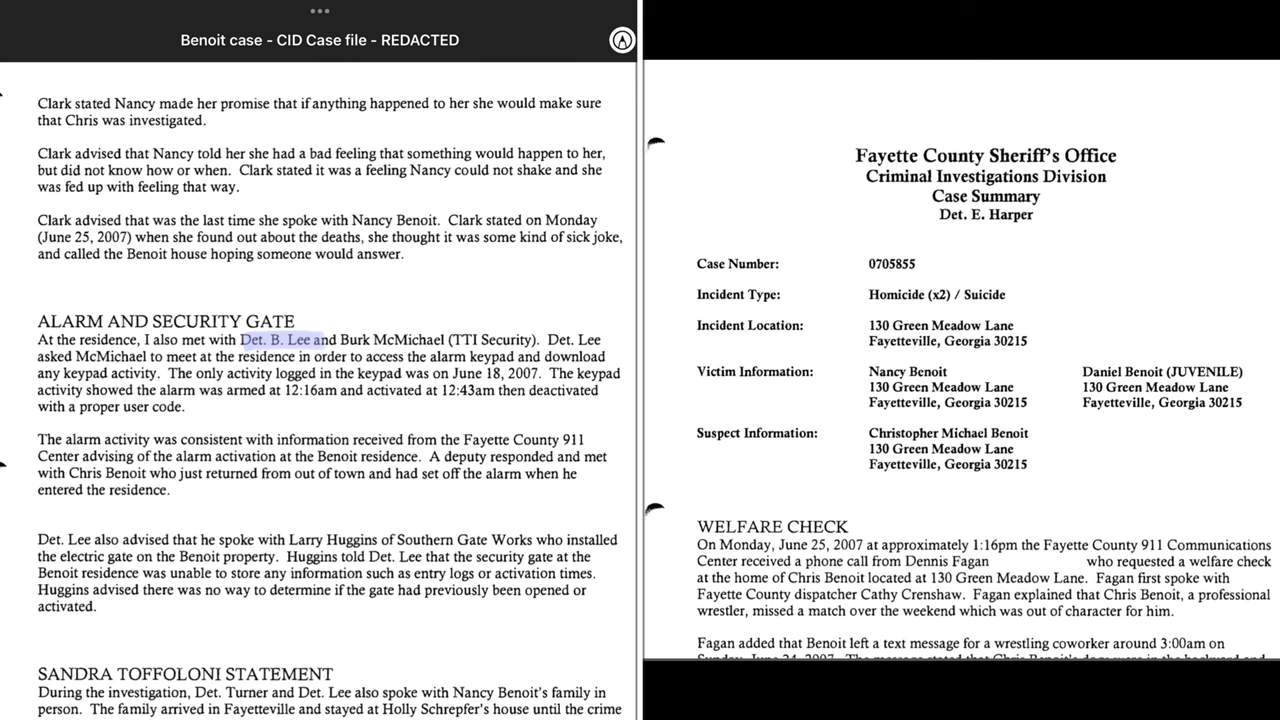 Benoit case - CID Case file - REDACTED
Clark stated Nancy made her promise that if anything happened to her she would make sure
that Chris was investigated.
Clark advised that Nancy told her she had a bad feeling that something would happen to her,
but did not know how or when. Clark stated it was a feeling Nancy could not shake and she
was fed up with feeling that way.
Clark advised that was the last time she spoke with Nancy Benoit. Clark stated on Monday
(June 25, 2007) when she found out about the deaths, she thought it was some kind of sick joke,
and called the Benoit house hoping someone would answer.
ALARM AND SECURITY GATE
At the residence, I also met with Det. B. Lee and Burk McMichael (TTI Security). Det. Lee
asked McMichael to meet at the residence in order to access the alarm keypad and download
any keypad activity. The only activity logged in the keypad was on June 18, 2007. The keypad
activity showed the alarm was armed at 12:16am and activated at 12:43am then deactivated
with a proper user code.
The alarm activity was consistent with information received from the Fayette County 911
Center advising of the alarm activation at the Benoit residence. A deputy responded and met
with Chris Benoit who just returned from out of town and had set off the alarm when he
entered the residence.
Det. Lee also advised that he spoke with Larry Huggins of Southern Gate Works who installed
the electric gate on the Benoit property. Huggins told Det. Lee that the security gate at the
Benoit residence was unable to store any information such as entry logs or activation times.
Huggins advised there was no way to determine if the gate had previously been opened or
activated.
SANDRA TOFFOLONI STATEMENT
During the investigation, Det. Turner and Det. Lee also spoke with Nancy Benoit's family in
person. The family arrived in Fayetteville and stayed at Holly Schrepfer's house until the crime
Fayette County Sheriff's Office
Criminal Investigations Division
Case Summary
Det. E. Harper
Case Number: 0705855
Incident Type: Homicide (x2) / Suicide
Incident Location: 130 Green Meadow Lane
Fayetteville, Georgia 30215
Victim Information: Nancy Benoit Daniel Benoit (JUVENILE)
130 Green Meadow Lane 130 Green Meadow Lane
Fayetteville, Georgia 30215 Fayetteville, Georgia 30215
Suspect Information: Christopher Michael Benoit
130 Green Meadow Lane
Fayetteville, Georgia 30215
WELFARE CHECK
On Monday, June 25, 2007 at approximately 1:16pm the Fayette County 911 Communications
Center received a phone call from Dennis Fagan who requested a welfare check
at the home of Chris Benoit located at 130 Green Meadow Lane. Fagan first spoke with
Fayette County dispatcher Cathy Crenshaw. Fagan explained that Chris Benoit, a professional
wrestler, missed a match over the weekend which was out of character for him.
Fagan added that Benoit left a text message for a wrestling coworker around 3:00am on
Sunday, June 24, 2007. The message stated that Chris Benoit's dogs were in the backyard and